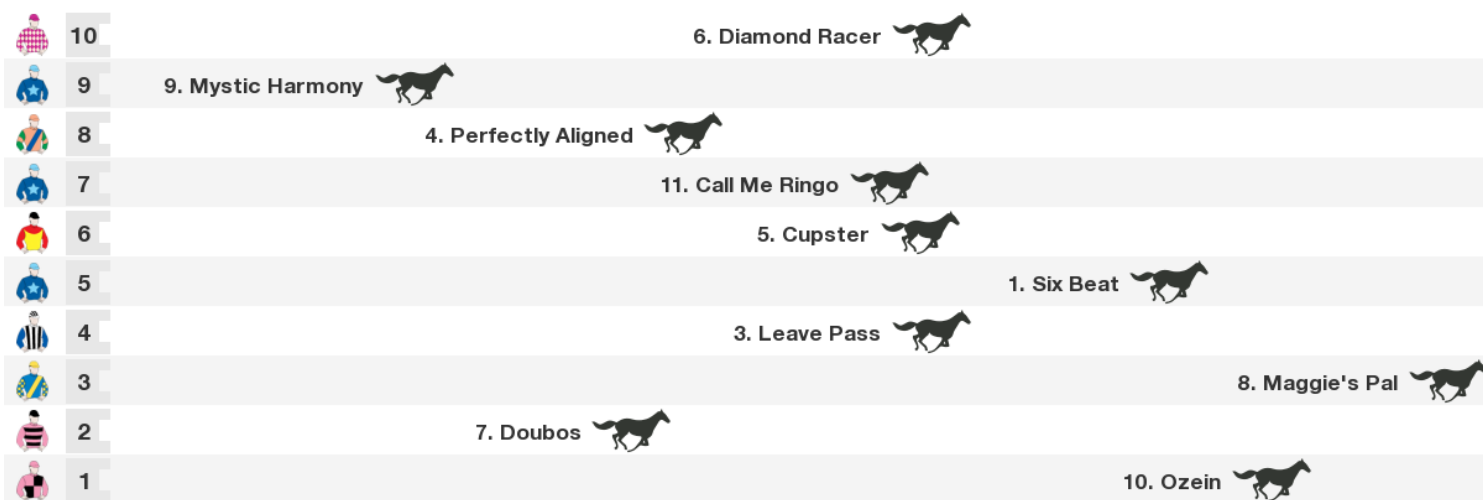 10 6. Diamond Racer
9 9. Mystic Harmony
8 4. Perfectly Aligned
7 11. Call Me Ringo
6 5. Cupster
5 1. Six Beat
4 3. Leave Pass
3 8. Maggie's Pal
2 7. Doubos
1 10. Ozein